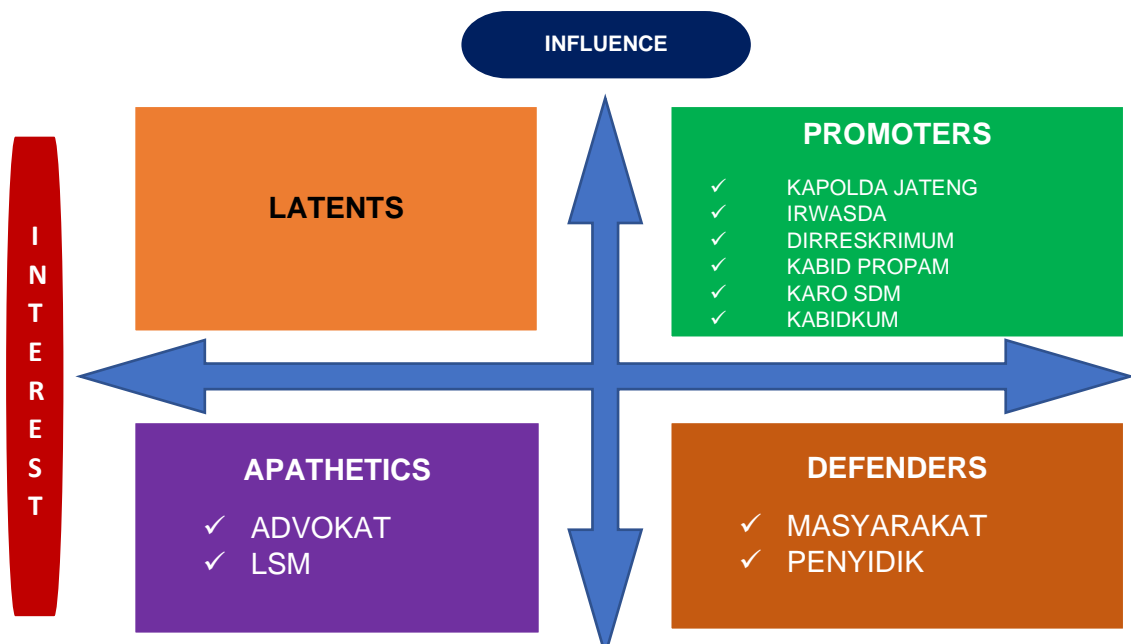 INFLUENCE
INTEREST
LATENTS
PROMOTERS
✓ KAPOLDA JATENG
✓ IRWASDA
✓ DIRRESKRIMUM
✓ KABID PROPAM
✓ KARO SDM
✓ KABIDKUM
APATHETICS
✓ ADVOKAT
✓ LSM
DEFENDERS
✓ MASYARAKAT
✓ PENYIDIK